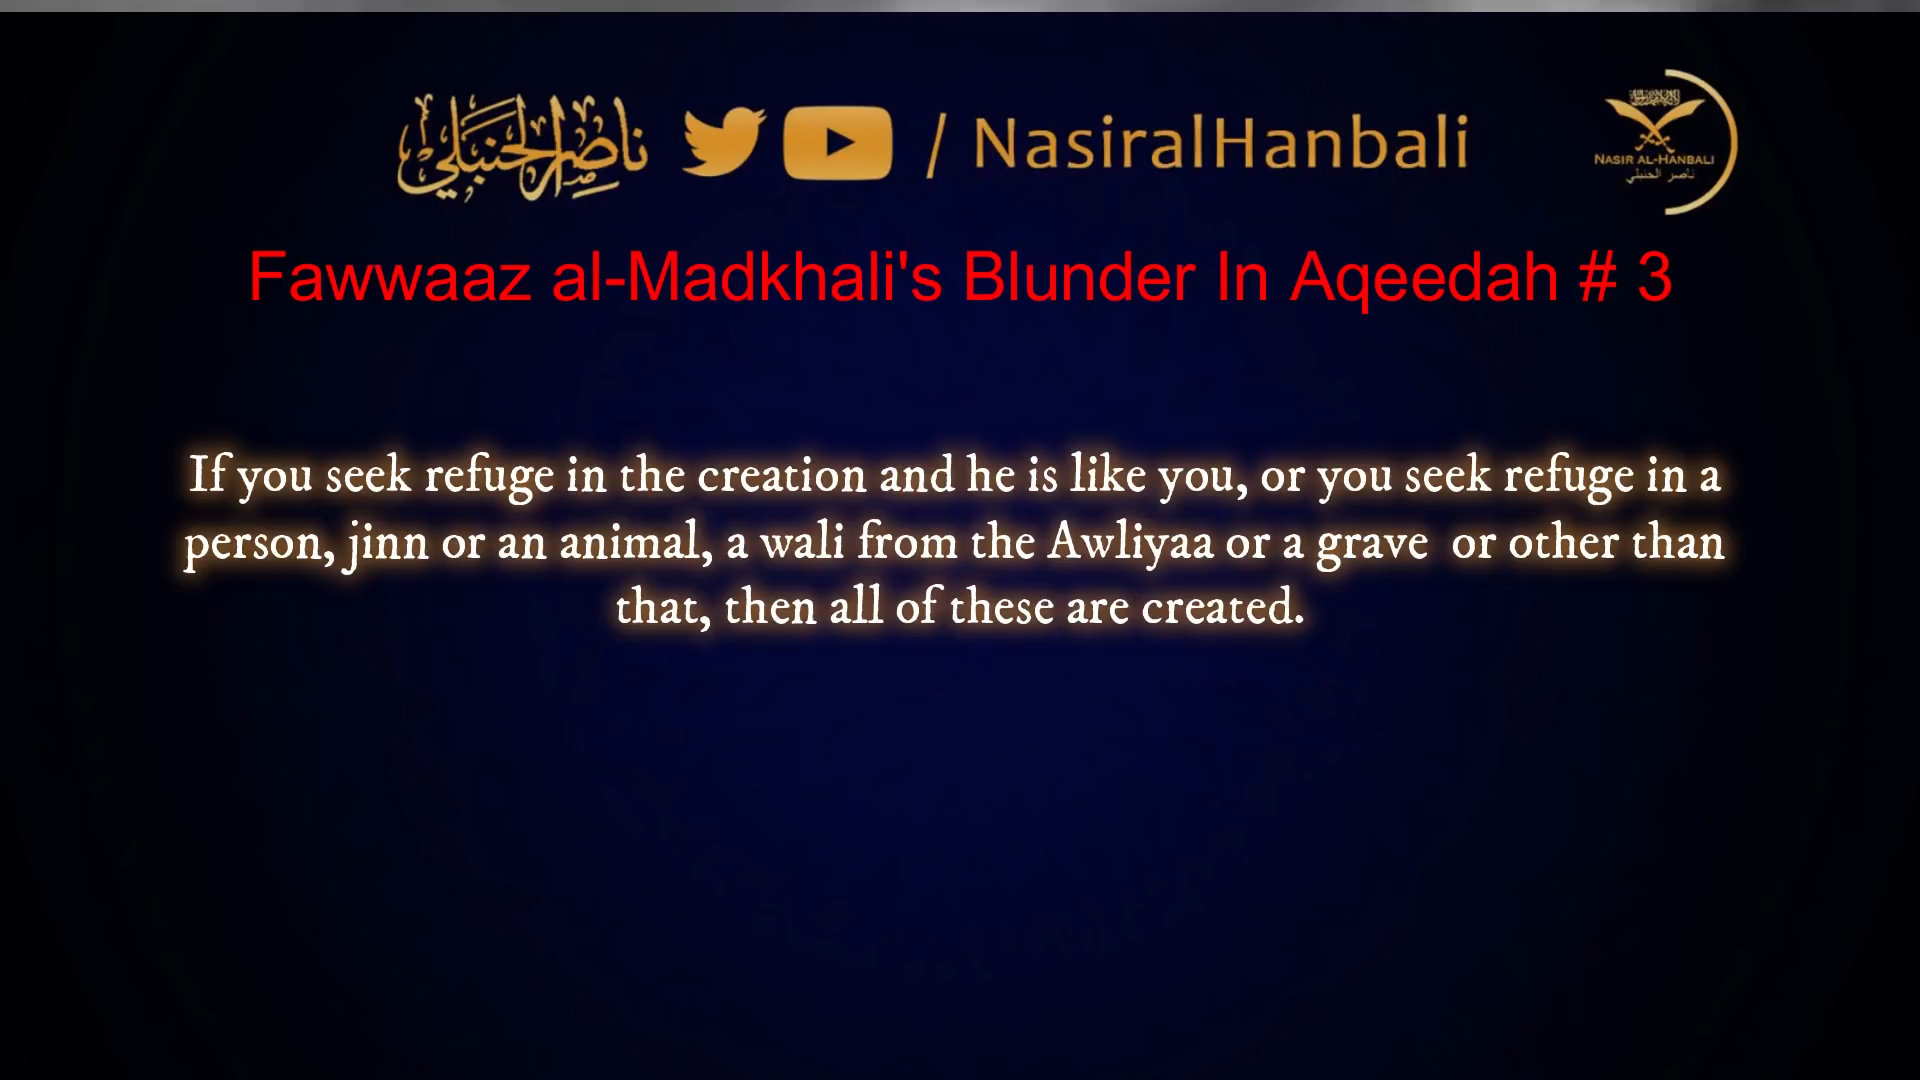 ناصر الحنبلي / NasiralHanbali
NASIR AL-HANBALI
ناصر الحنبلي
Fawwaaz al-Madkhali's Blunder In Aqeedah # 3
If you seek refuge in the creation and he is like you, or you seek refuge in a
person, jinn or an animal, a wali from the Awliyaa or a grave or other than
that, then all of these are created.